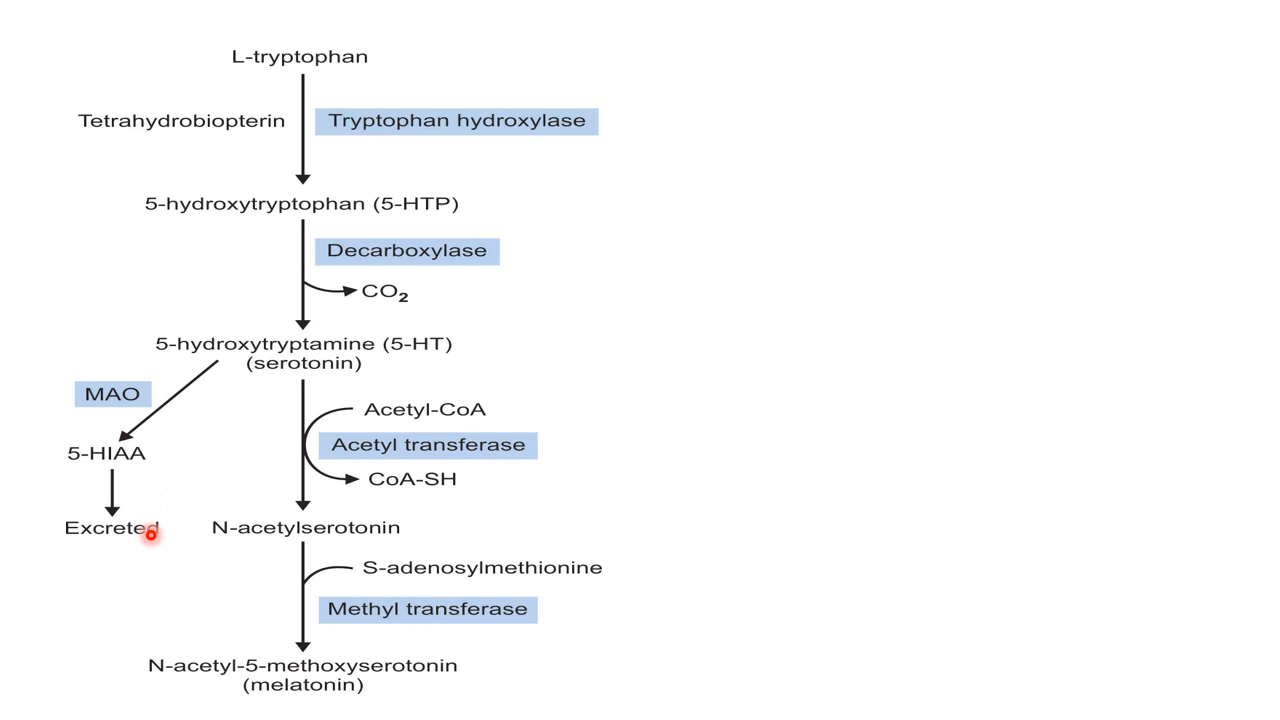 L-tryptophan
Tetrahydrobiopterin
Tryptophan hydroxylase
5-hydroxytryptophan (5-HTP)
Decarboxylase
CO₂
5-hydroxytryptamine (5-HT)
(serotonin)
MAO
Acetyl-CoA
Acetyl transferase
5-HIAA
CoA-SH
Excreted
N-acetylserotonin
S-adenosylmethionine
Methyl transferase
N-acetyl-5-methoxyserotonin
(melatonin)